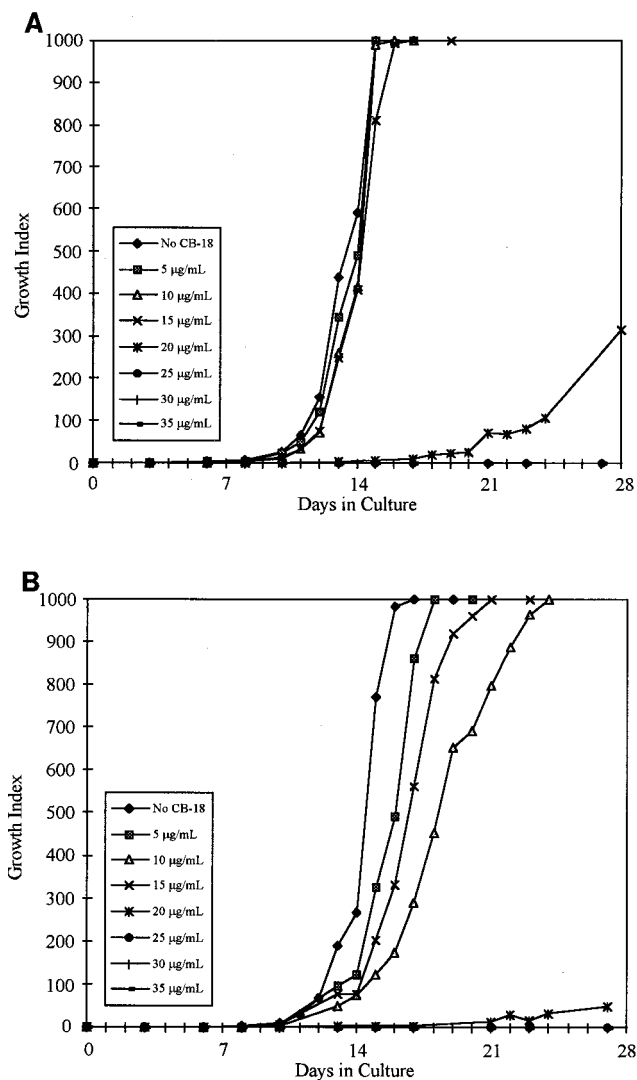 A
1000
900
800
700
600
500
400
300
200
100
0
Growth Index
No CB-18
5 µg/mL
10 µg/mL
15 µg/mL
20 µg/mL
25 µg/mL
30 µg/mL
35 µg/mL
0 7 14 21 28
Days in Culture
B
1000
900
800
700
600
500
400
300
200
100
0
Growth Index
No CB-18
5 µg/mL
10 µg/mL
15 µg/mL
20 µg/mL
25 µg/mL
30 µg/mL
35 µg/mL
0 7 14 21 28
Days in Culture